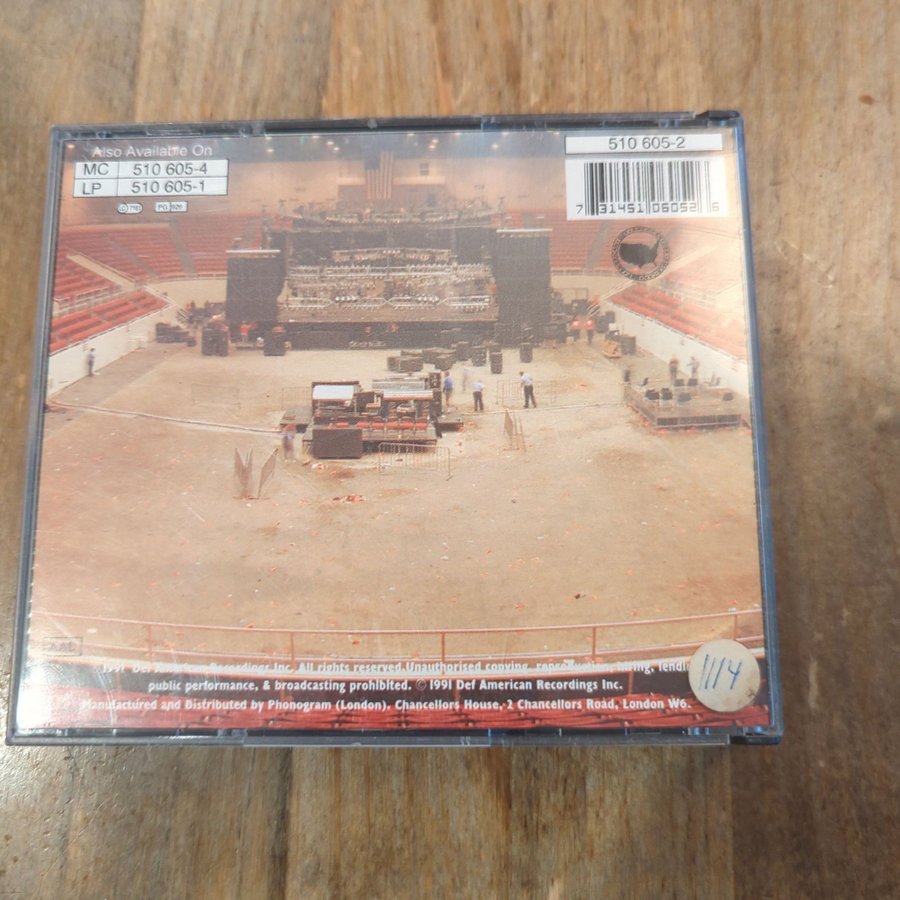 Also Available On
MC 510 605-4
LP 510 605-1
PG 926
510 605-2
7 31451 06052 6
1991 Def American Recordings Inc. All rights reserved. Unauthorised copying, reproduction, hiring, lending
public performance, & broadcasting prohibited. © 1991 Def American Recordings Inc.
Manufactured and Distributed by Phonogram (London). Chancellors House, 2 Chancellors Road, London W6.
1114